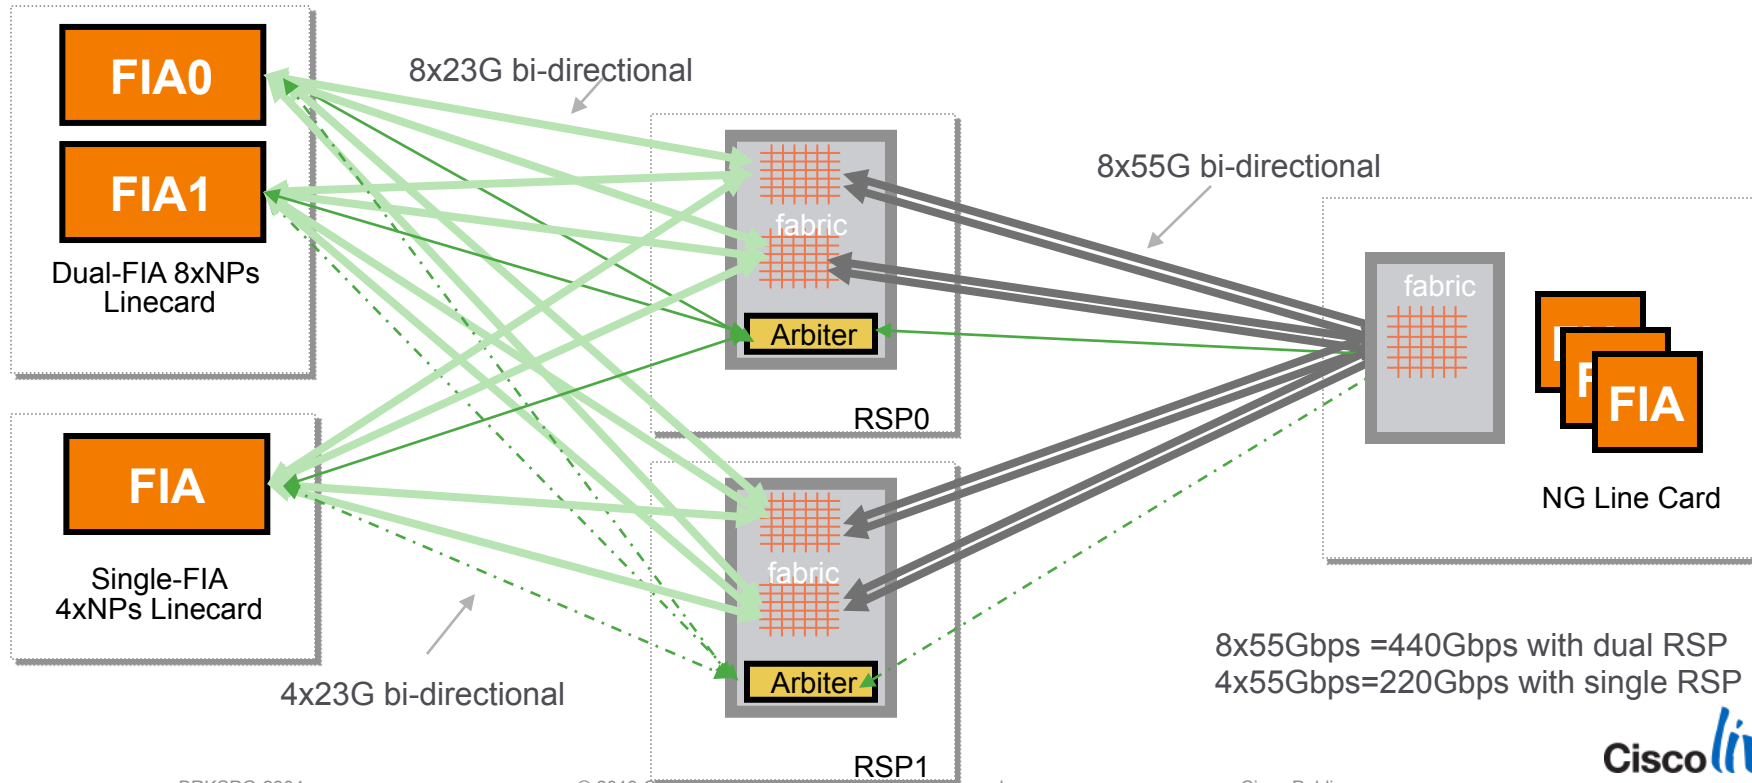 FIA0
8x23G bi-directional
FIA1
Dual-FIA 8xNPs
Linecard
FIA
Single-FIA
4xNPs Linecard
4x23G bi-directional
fabric
Arbiter
RSP0
fabric
Arbiter
RSP1
8x55G bi-directional
fabric
FIA
NG Line Card
8x55Gbps =440Gbps with dual RSP
4x55Gbps=220Gbps with single RSP
Cisco